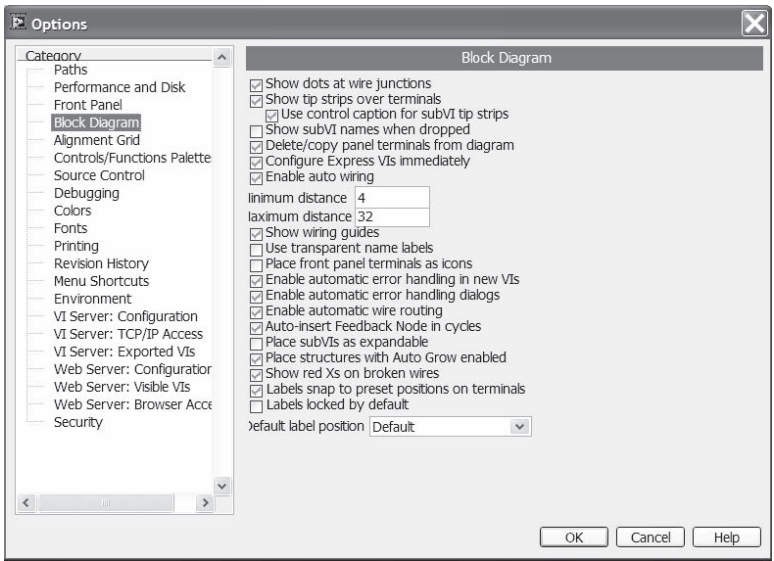 Options
Category
Paths
Performance and Disk
Front Panel
Block Diagram
Alignment Grid
Controls/Functions Palette
Source Control
Debugging
Colors
Fonts
Printing
Revision History
Menu Shortcuts
Environment
VI Server: Configuration
VI Server: TCP/IP Access
VI Server: Exported VIs
Web Server: Configuration
Web Server: Visible VIs
Web Server: Browser Acce
Security
Block Diagram
Show dots at wire junctions
Show tip strips over terminals
Use control caption for subVI tip strips
Show subVI names when dropped
Delete/copy panel terminals from diagram
Configure Express VIs immediately
Enable auto wiring
linimum distance 4
laximum distance 32
Show wiring guides
Use transparent name labels
Place front panel terminals as icons
Enable automatic error handling in new VIs
Enable automatic error handling dialogs
Enable automatic wire routing
Auto-insert Feedback Node in cycles
Place subVIs as expandable
Place structures with Auto Grow enabled
Show red Xs on broken wires
Labels snap to preset positions on terminals
Labels locked by default
efault label position Default
OK Cancel Help